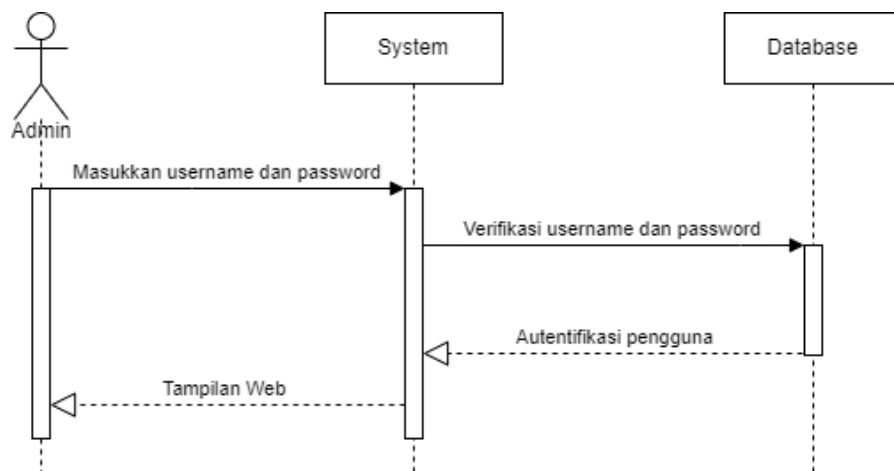 System
Database
Admin
Masukkan username dan password
Verifikasi username dan password
Autentifikasi pengguna
Tampilan Web